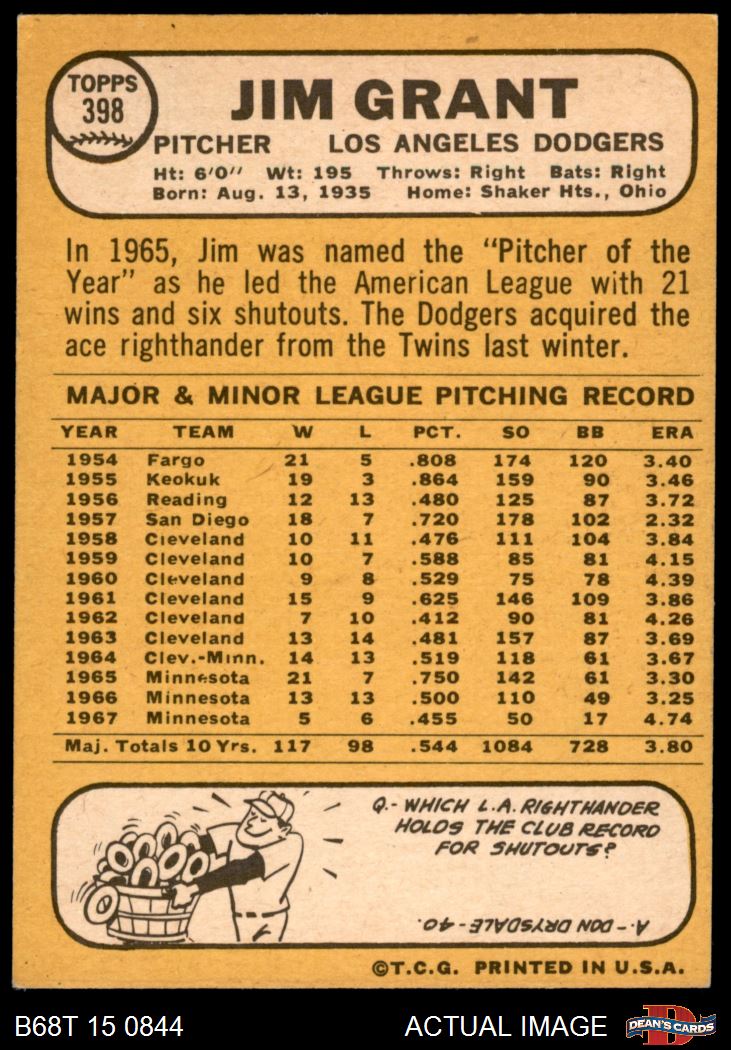 TOPPS
398
JIM GRANT
PITCHER LOS ANGELES DODGERS
Ht: 6'0" Wt: 195 Throws: Right Bats: Right
Born: Aug. 13, 1935 Home: Shaker Hts., Ohio
In 1965, Jim was named the "Pitcher of the
Year" as he led the American League with 21
wins and six shutouts. The Dodgers acquired the
ace righthander from the Twins last winter.
MAJOR & MINOR LEAGUE PITCHING RECORD
YEAR TEAM W L PCT. SO BB ERA
1954 Fargo 21 5 .808 174 120 3.40
1955 Keokuk 19 3 .864 159 90 3.46
1956 Reading 12 13 .480 125 87 3.72
1957 San Diego 18 7 .720 178 102 2.32
1958 Cleveland 10 11 .476 111 104 3.84
1959 Cleveland 10 7 .588 85 81 4.15
1960 Cleveland 9 8 .529 75 78 4.39
1961 Cleveland 15 9 .625 146 109 3.86
1962 Cleveland 7 10 .412 90 81 4.26
1963 Cleveland 13 14 .481 157 87 3.69
1964 Clev.-Minn. 14 13 .519 118 61 3.67
1965 Minnesota 21 7 .750 142 61 3.30
1966 Minnesota 13 13 .500 110 49 3.25
1967 Minnesota 5 6 .455 50 17 4.74
Maj. Totals 10 Yrs. 117 98 .544 1084 728 3.80
Q.- WHICH L.A. RIGHTHANDER
HOLDS THE CLUB RECORD
FOR SHUTOUTS?
A.- DON DRYSDALE - 40.
©T.C.G. PRINTED IN U.S.A.
B68T 15 0844 ACTUAL IMAGE
D
DEAN'S CARDS